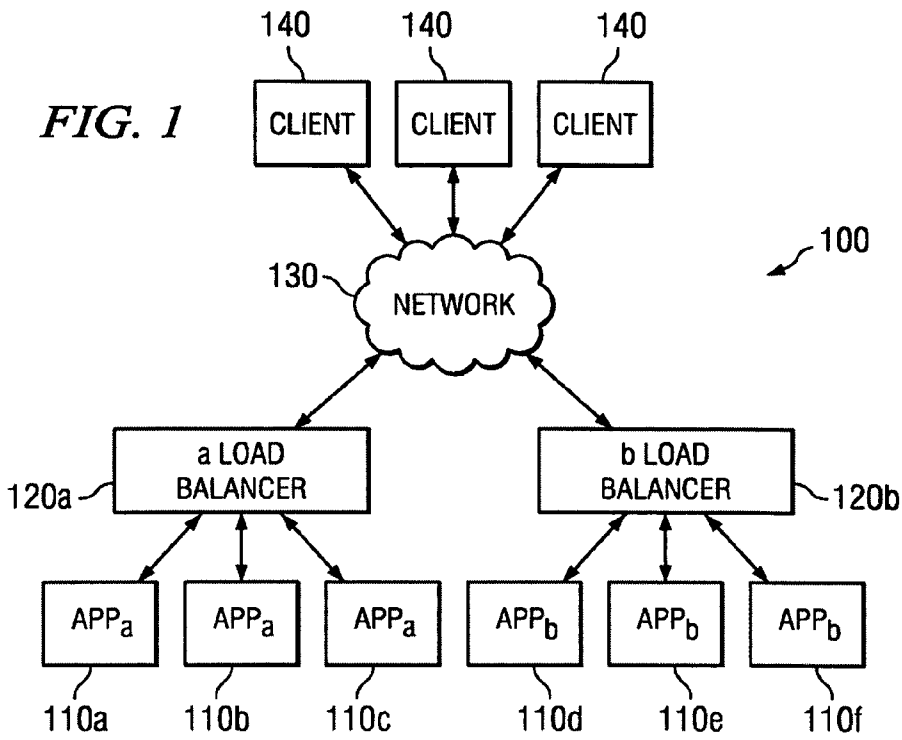 140 140 140
FIG. 1
CLIENT CLIENT CLIENT
100
130
NETWORK
a LOAD
BALANCER
b LOAD
BALANCER
120a
120b
APPa APPa APPa APPb APPb APPb
110a 110b 110c 110d 110e 110f